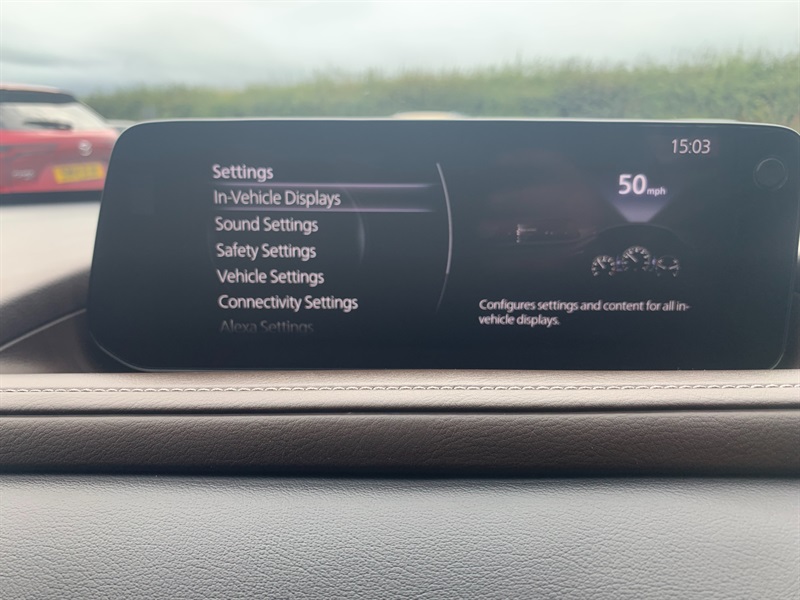 15:03
Settings
In-Vehicle Displays
Sound Settings
Safety Settings
Vehicle Settings
Connectivity Settings
Alexa Settings
50 mph
Configures settings and content for all in-
vehicle displays.